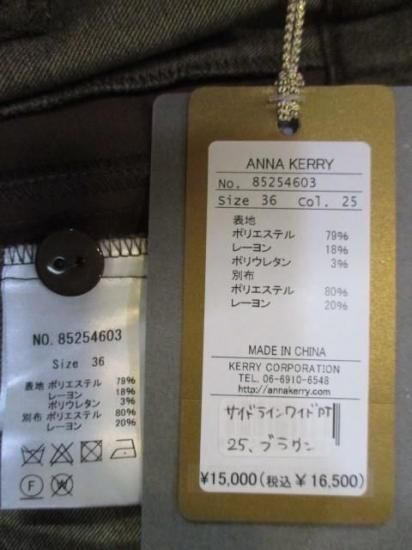 ANNA KERRY
No. 85254603
Size 36 Col. 25
表地
ポリエステル 79%
レーヨン 18%
ポリウレタン 3%
別布
ポリエステル 80%
レーヨン 20%
MADE IN CHINA
KERRY CORPORATION
TEL. 06-6910-6548
http://annakerry.com
サイドラインワイドPT
25、ブラウン
¥15,000(税込 ¥16,500)
NO. 85254603
Size 36
表地 ポリエステル 79%
レーヨン 18%
ポリウレタン 3%
別布 ポリエステル 80%
レーヨン 20%
F W